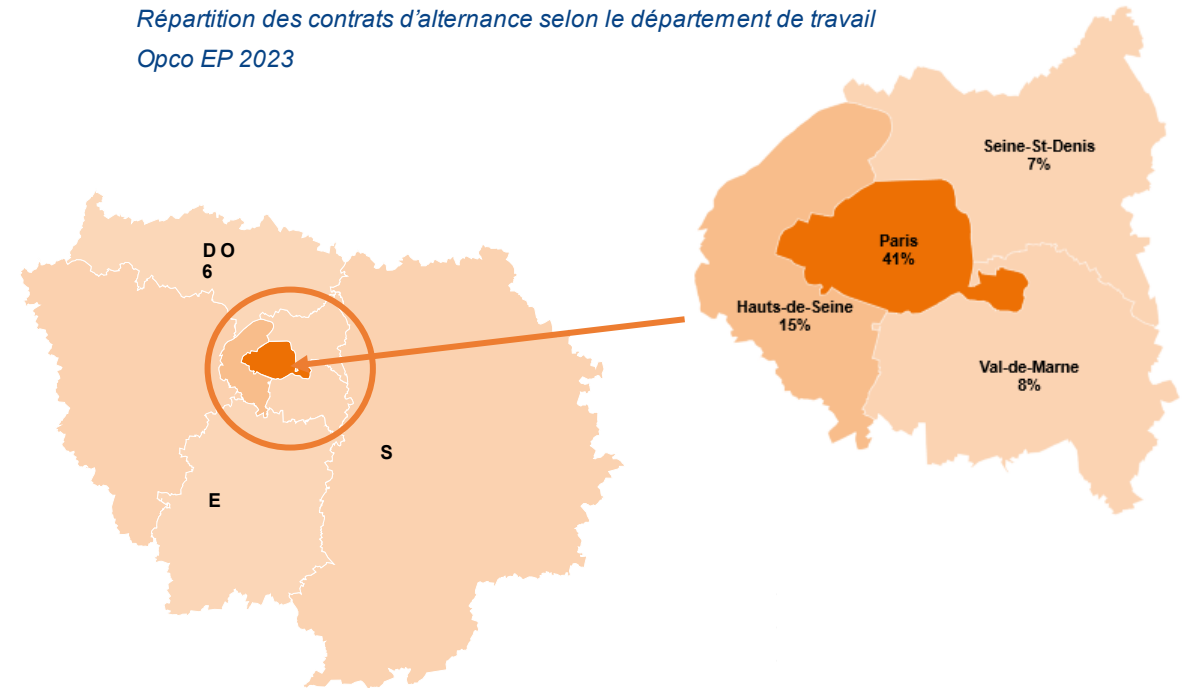 Répartition des contrats d’alternance selon le département de travail
Opco EP 2023
Seine-St-Denis
7%
Paris
41%
Hauts-de-Seine
15%
Val-de-Marne
8%
D O
6
S
E